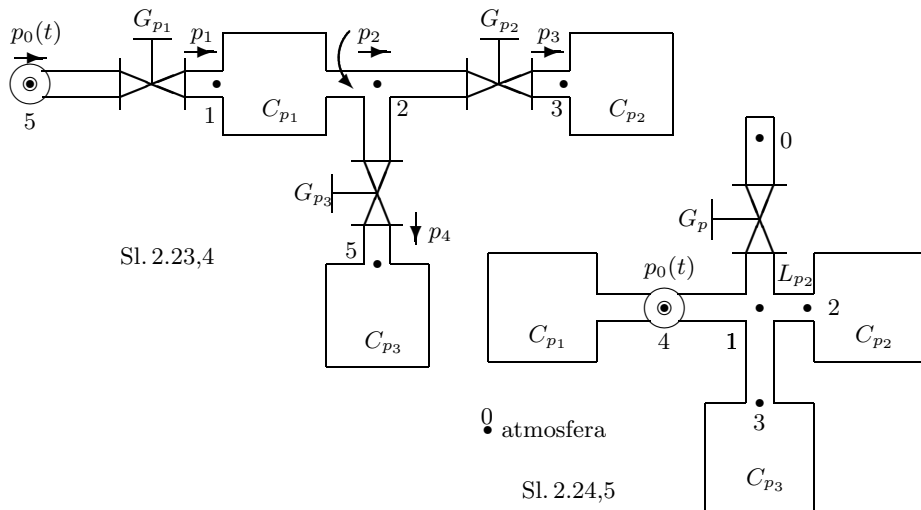 p₀(t)
G_{p₁}
p₁
p₂
G_{p₂}
p₃
5
1
C_{p₁}
2
3
C_{p₂}
G_{p₃}
p₄
5
C_{p₃}
Sl. 2.23,4
0
G_p
p₀(t)
L_{p₂}
C_{p₁}
4
1
2
C_{p₂}
3
C_{p₃}
0
• atmosfera
Sl. 2.24,5